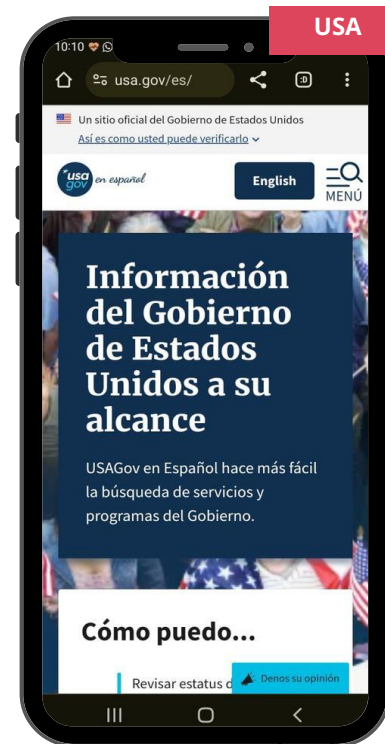 USA
10:10
usa.gov/es/
:D
Un sitio oficial del Gobierno de Estados Unidos
Así es como usted puede verificarlo
usa gov en español
English
MENÚ
Información
del Gobierno
de Estados
Unidos a su
alcance
USAGov en Español hace más fácil
la búsqueda de servicios y
programas del Gobierno.
Cómo puedo...
Revisar estatus d
Denos su opinión